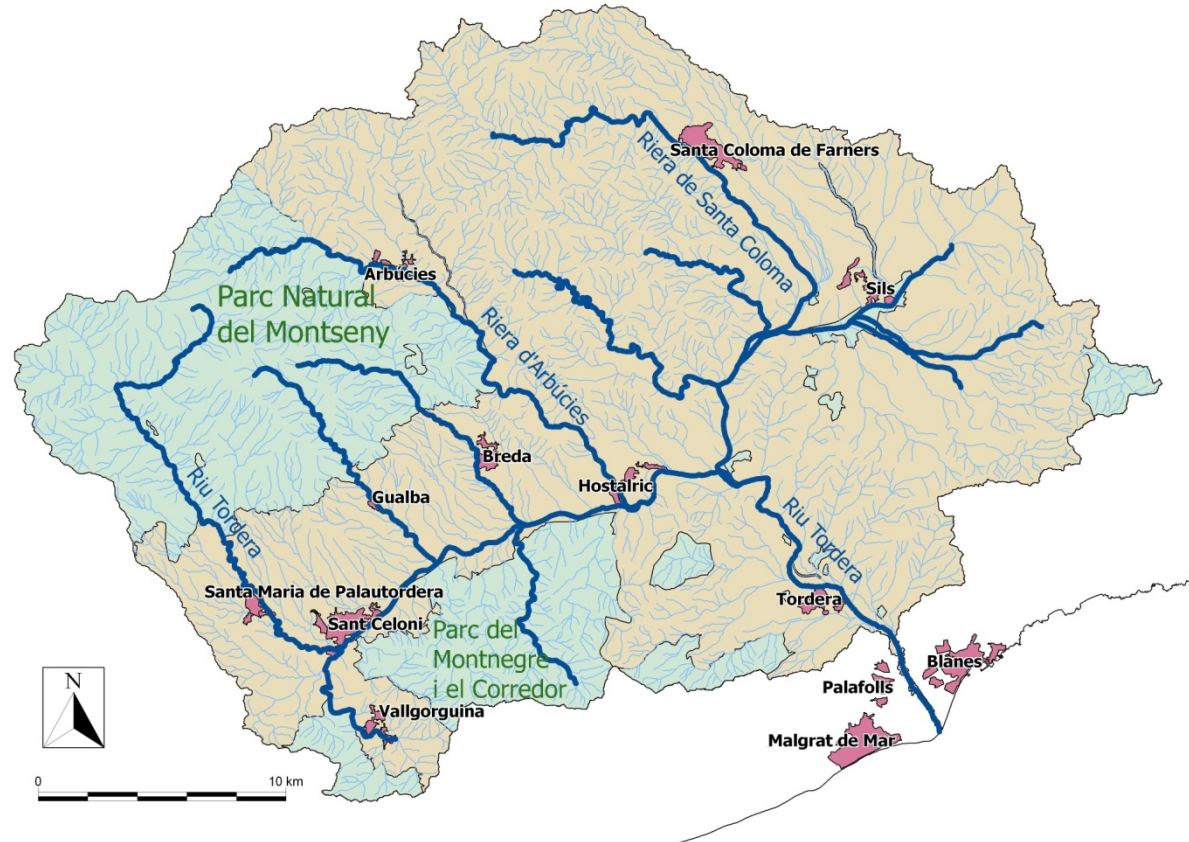 Santa Coloma de Farners
Riera de Santa Coloma
Arbúcies
Sils
Parc Natural
del Montseny
Riera d'Arbúcies
Breda
Hostalric
Gualba
Riu Tordera
Riu Tordera
Santa Maria de Palautordera
Sant Celoni
Tordera
Parc del
Montnegre
i el Corredor
Blanes
Palafolls
Vallgorguina
Malgrat de Mar
N
0
10 km